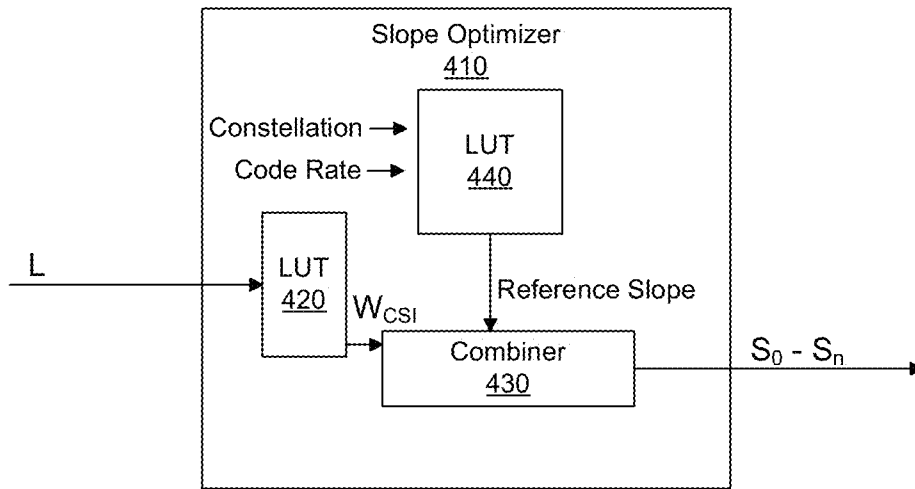 Slope Optimizer
410
Constellation
Code Rate
LUT
440
L
LUT
420
W_CSI
Reference Slope
Combiner
430
S_0 - S_n